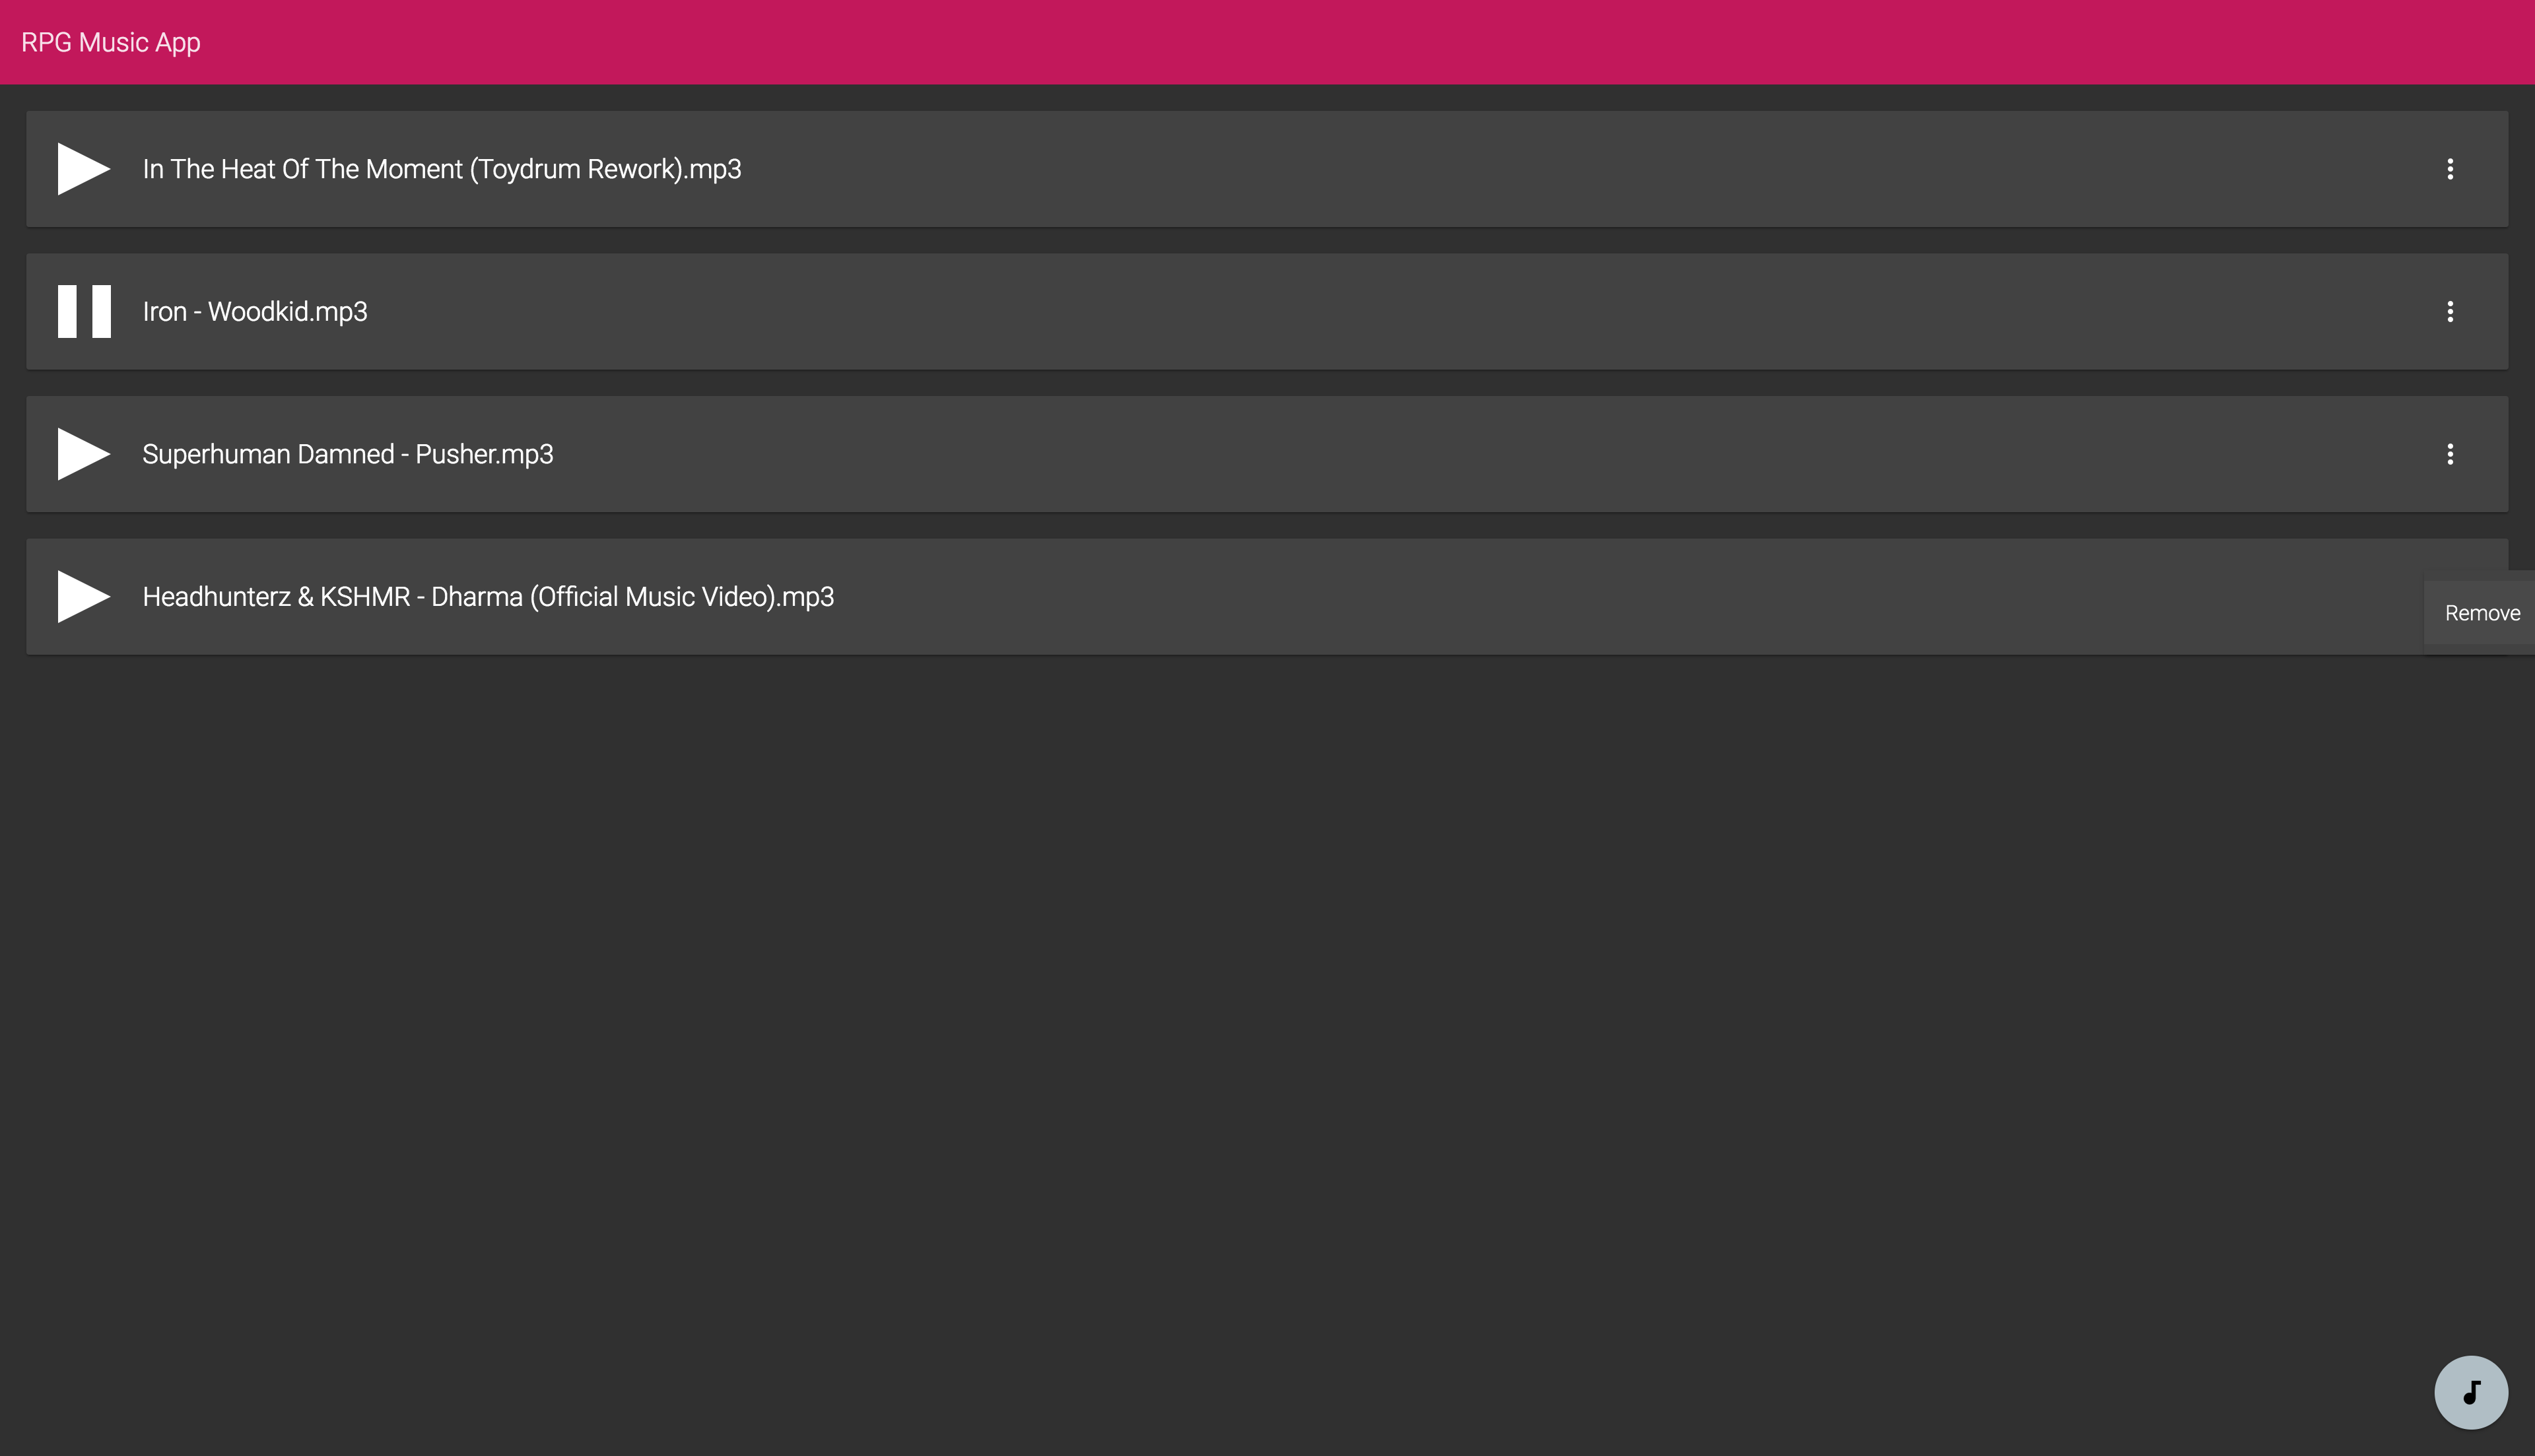 RPG Music App
In The Heat Of The Moment (Toydrum Rework).mp3
Iron - Woodkid.mp3
Superhuman Damned - Pusher.mp3
Headhunterz & KSHMR - Dharma (Official Music Video).mp3
Remove